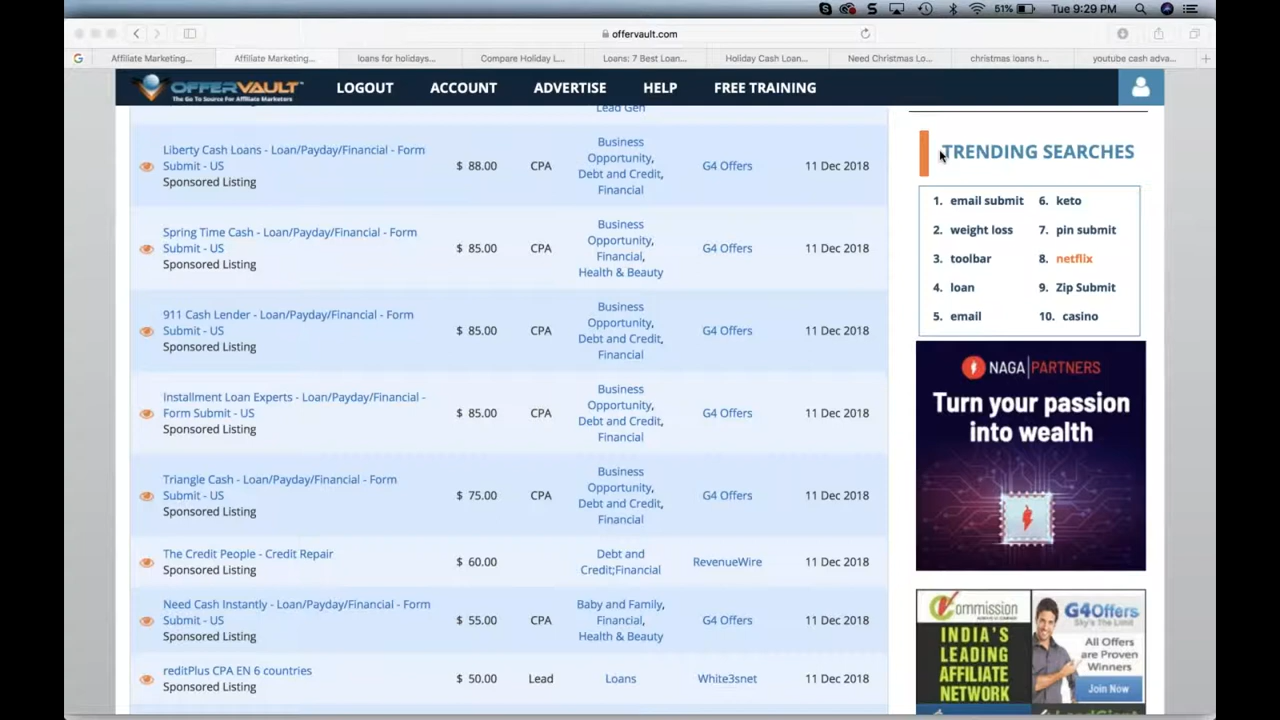 51% Tue 9:29 PM
offervault.com
Affiliate Marketing...
Affiliate Marketing...
loans for holidays...
Compare Holiday L...
Loans: 7 Best Loan...
Holiday Cash Loan...
Need Christmas Lo...
christmas loans h...
youtube cash adva...
OFFERVAULT
The Go To Source For Affiliate Marketers
LOGOUT
ACCOUNT
ADVERTISE
HELP
FREE TRAINING
Lead Gen
Liberty Cash Loans - Loan/Payday/Financial - Form
Submit - US
Sponsored Listing
$ 88.00
CPA
Business
Opportunity,
Debt and Credit,
Financial
G4 Offers
11 Dec 2018
Spring Time Cash - Loan/Payday/Financial - Form
Submit - US
Sponsored Listing
$ 85.00
CPA
Business
Opportunity,
Financial,
Health & Beauty
G4 Offers
11 Dec 2018
911 Cash Lender - Loan/Payday/Financial - Form
Submit - US
Sponsored Listing
$ 85.00
CPA
Business
Opportunity,
Debt and Credit,
Financial
G4 Offers
11 Dec 2018
Installment Loan Experts - Loan/Payday/Financial -
Form Submit - US
Sponsored Listing
$ 85.00
CPA
Business
Opportunity,
Debt and Credit,
Financial
G4 Offers
11 Dec 2018
Triangle Cash - Loan/Payday/Financial - Form
Submit - US
Sponsored Listing
$ 75.00
CPA
Business
Opportunity,
Debt and Credit,
Financial
G4 Offers
11 Dec 2018
The Credit People - Credit Repair
Sponsored Listing
$ 60.00
Debt and
Credit;Financial
RevenueWire
11 Dec 2018
Need Cash Instantly - Loan/Payday/Financial - Form
Submit - US
Sponsored Listing
$ 55.00
CPA
Baby and Family,
Financial,
Health & Beauty
G4 Offers
11 Dec 2018
reditPlus CPA EN 6 countries
Sponsored Listing
$ 50.00
Lead
Loans
White3snet
11 Dec 2018
TRENDING SEARCHES
1. email submit
2. weight loss
3. toolbar
4. loan
5. email
6. keto
7. pin submit
8. netflix
9. Zip Submit
10. casino
NAGA PARTNERS
Turn your passion
into wealth
Commission
INDIA'S
LEADING
AFFILIATE
NETWORK
G4Offers
Sky's The Limit
All Offers
are Proven
Winners
Join Now